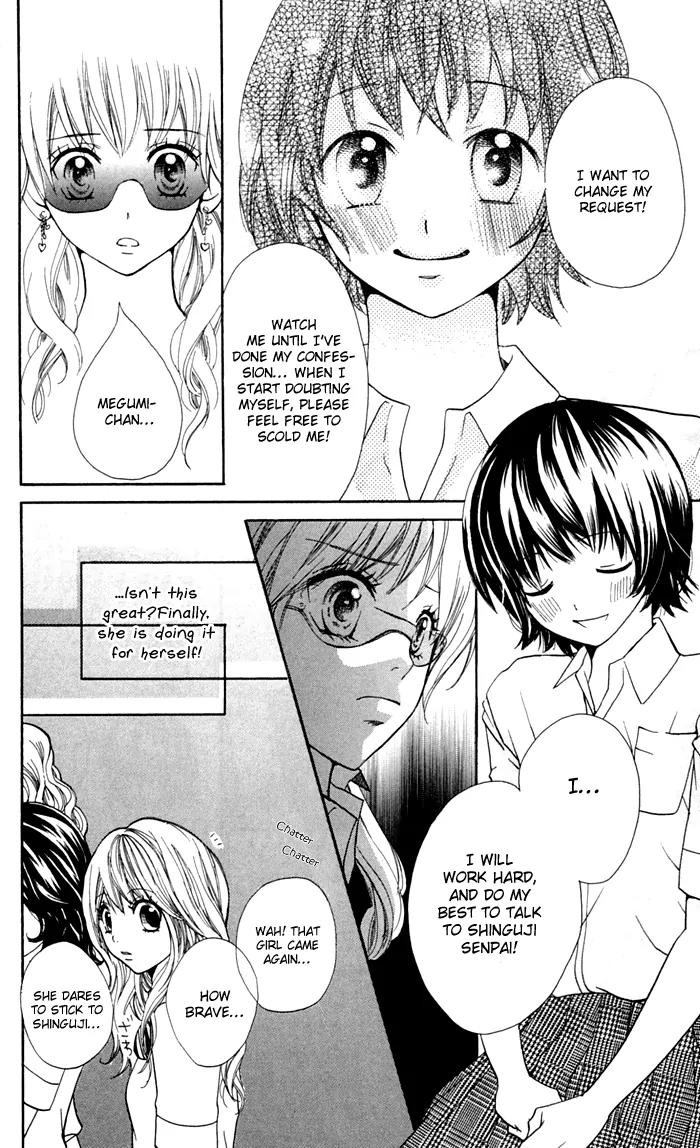 I WANT TO
CHANGE MY
REQUEST!
WATCH
ME UNTIL I'VE
DONE MY CONFES-
SION... WHEN I
START DOUBTING
MYSELF, PLEASE
FEEL FREE TO
SCOLD ME!
MEGUMI-
CHAN...
I...
I WILL
WORK HARD,
AND DO MY
BEST TO TALK
TO SHINGUJI
SENPAI!
...Isn't this
great?Finally,
she is doing it
for herself!
Chatter
Chatter
WAH! THAT
GIRL CAME
AGAIN...
HOW
BRAVE...
SHE DARES
TO STICK TO
SHINGUJI...